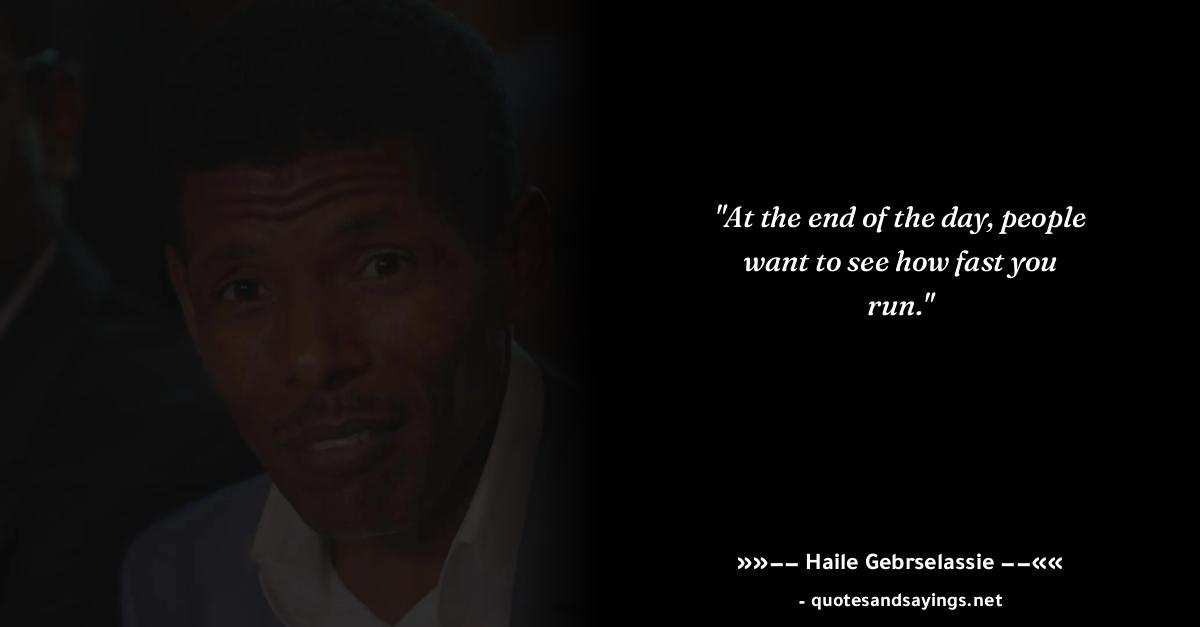 "At the end of the day, people
want to see how fast you
run."
»»−− Haile Gebrselassie −−««
- quotesandsayings.net